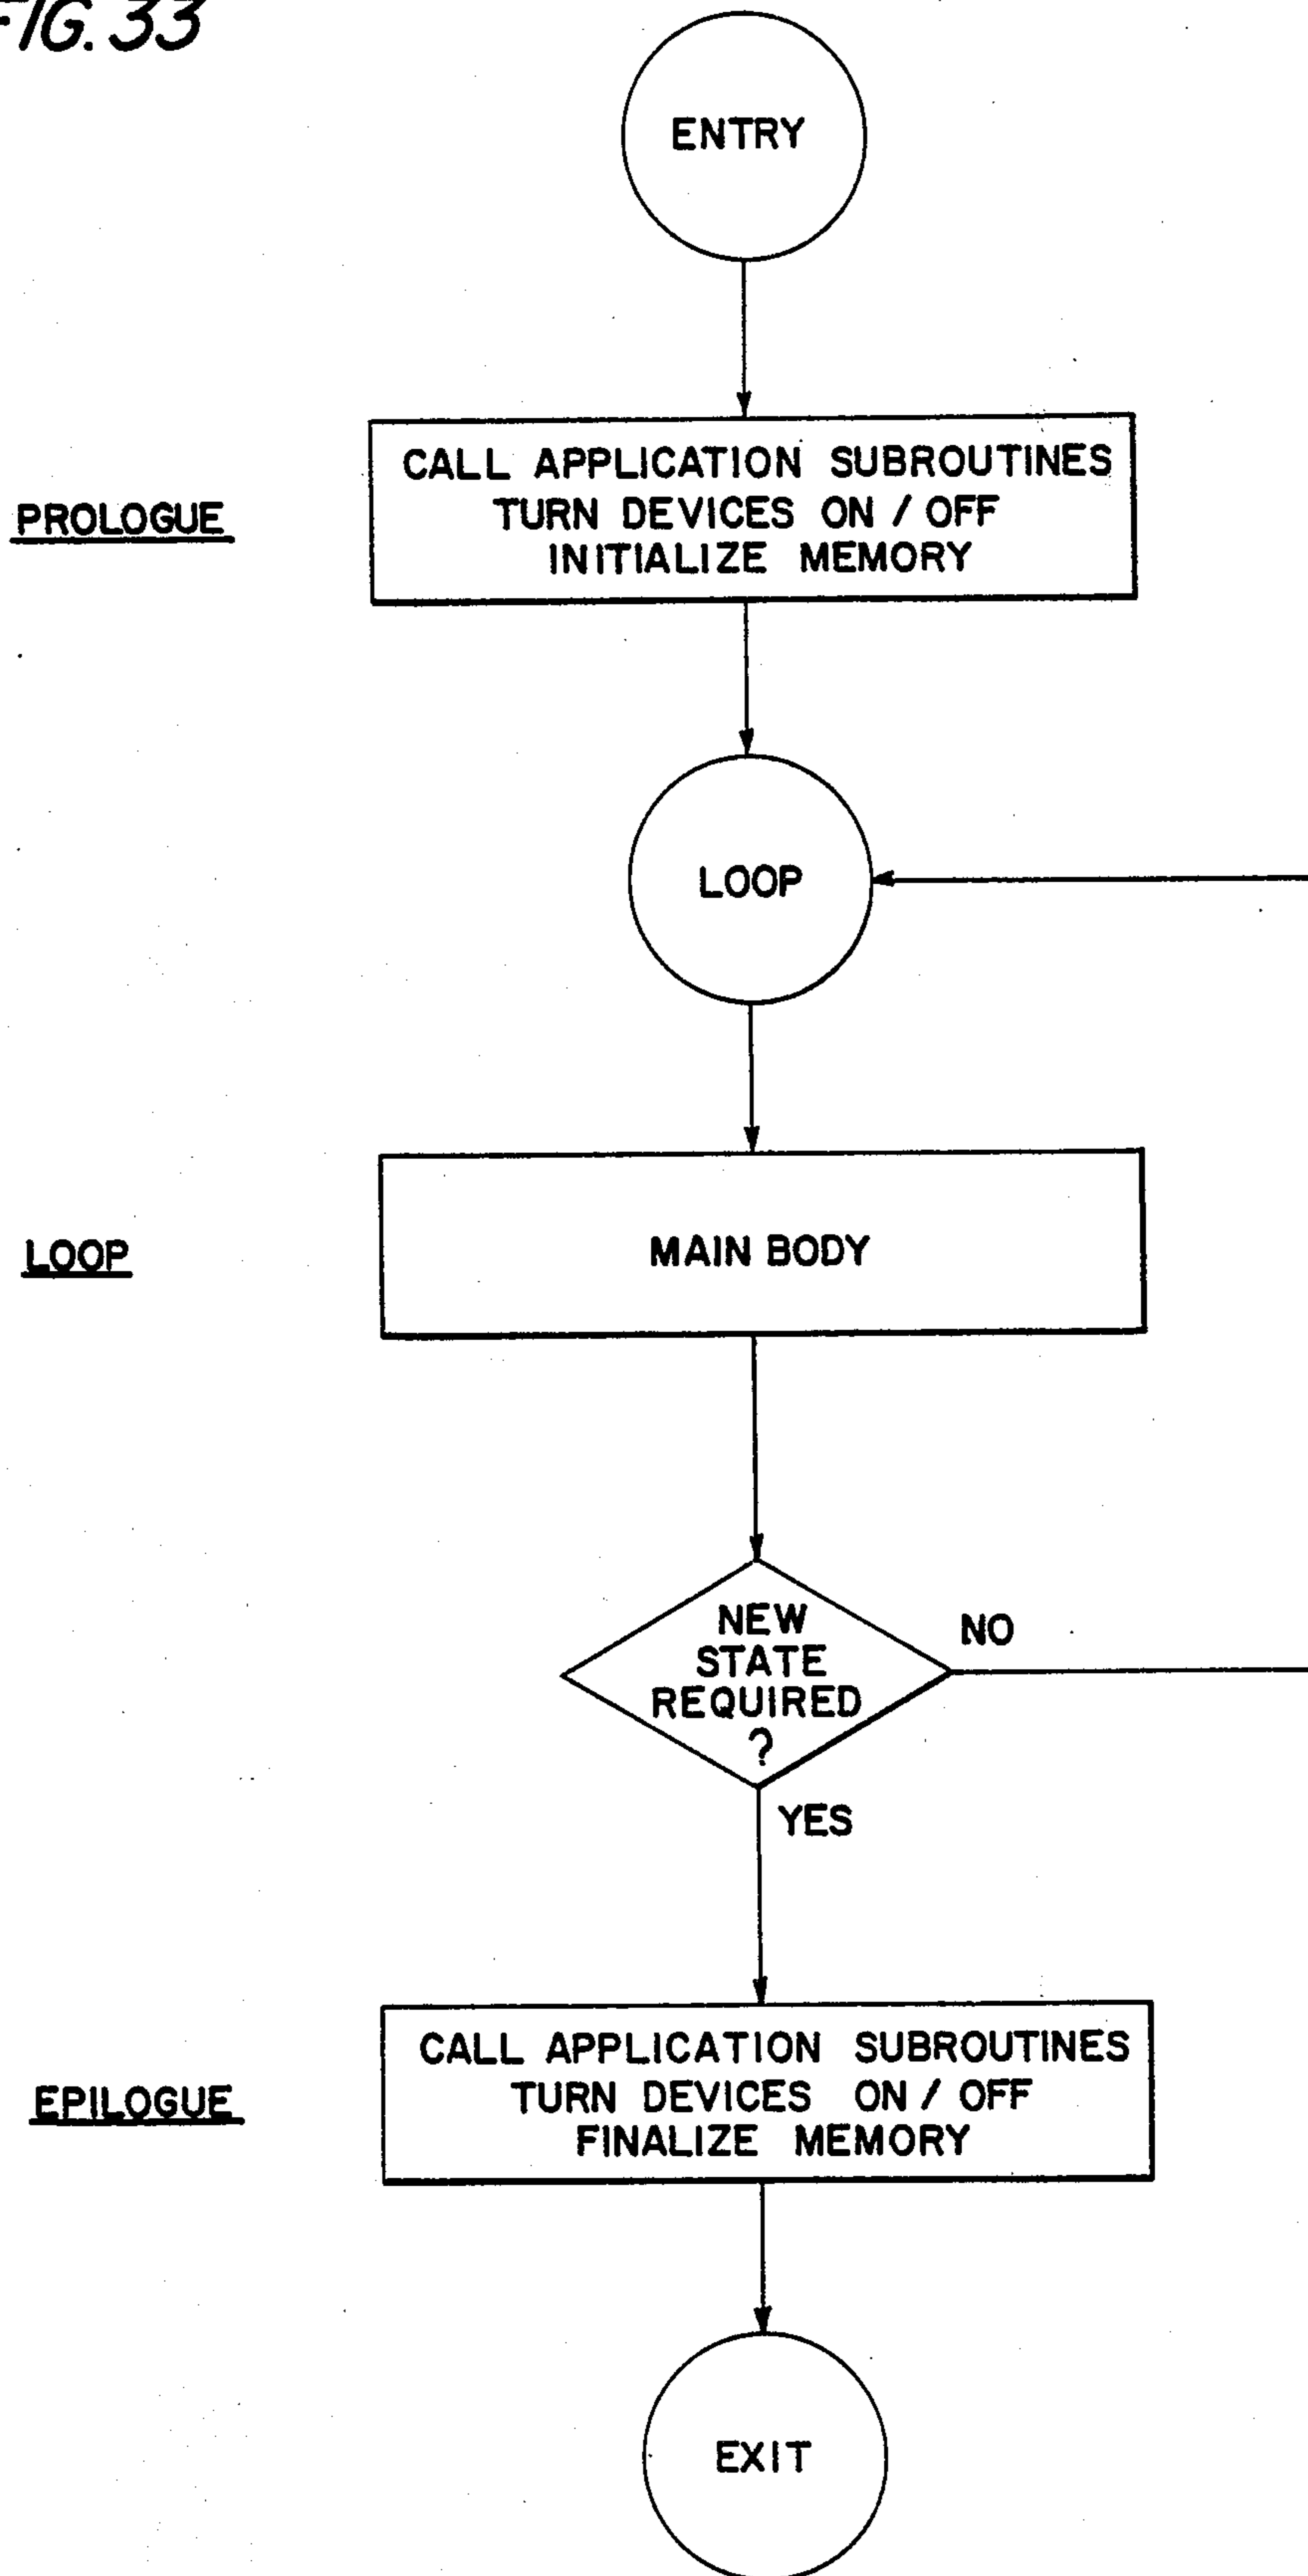 FIG. 33
ENTRY
PROLOGUE
CALL APPLICATION SUBROUTINES
TURN DEVICES ON / OFF
INITIALIZE MEMORY
LOOP
LOOP
MAIN BODY
NEW
STATE
REQUIRED
?
NO
YES
EPILOGUE
CALL APPLICATION SUBROUTINES
TURN DEVICES ON / OFF
FINALIZE MEMORY
EXIT